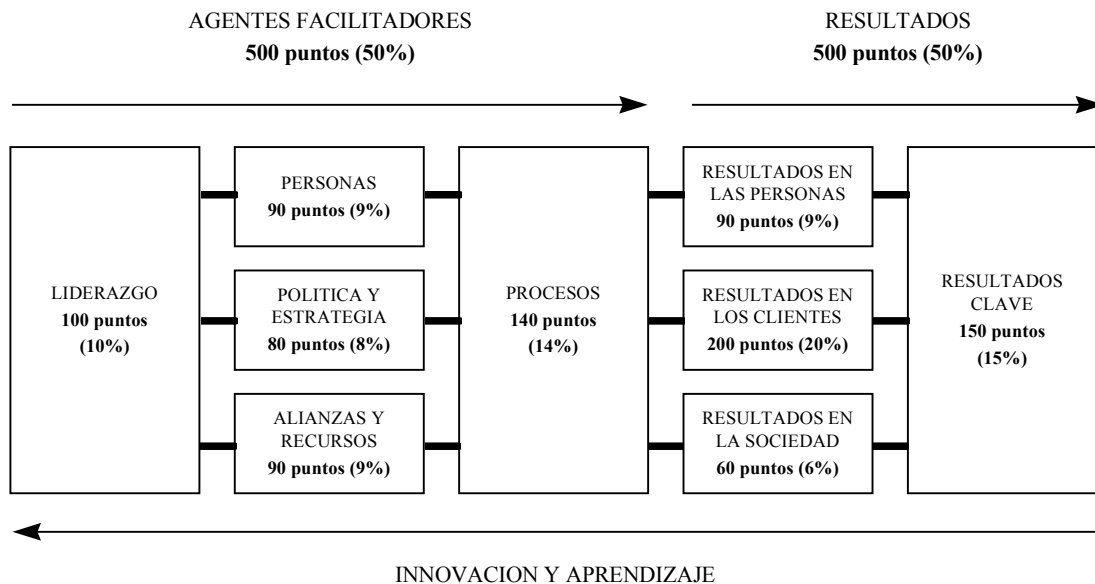 AGENTES FACILITADORES
500 puntos (50%)
RESULTADOS
500 puntos (50%)
LIDERAZGO
100 puntos
(10%)
PERSONAS
90 puntos (9%)
POLITICA Y
ESTRATEGIA
80 puntos (8%)
ALIANZAS Y
RECURSOS
90 puntos (9%)
PROCESOS
140 puntos
(14%)
RESULTADOS EN
LAS PERSONAS
90 puntos (9%)
RESULTADOS EN
LOS CLIENTES
200 puntos (20%)
RESULTADOS EN
LA SOCIEDAD
60 puntos (6%)
RESULTADOS
CLAVE
150 puntos
(15%)
INNOVACION Y APRENDIZAJE